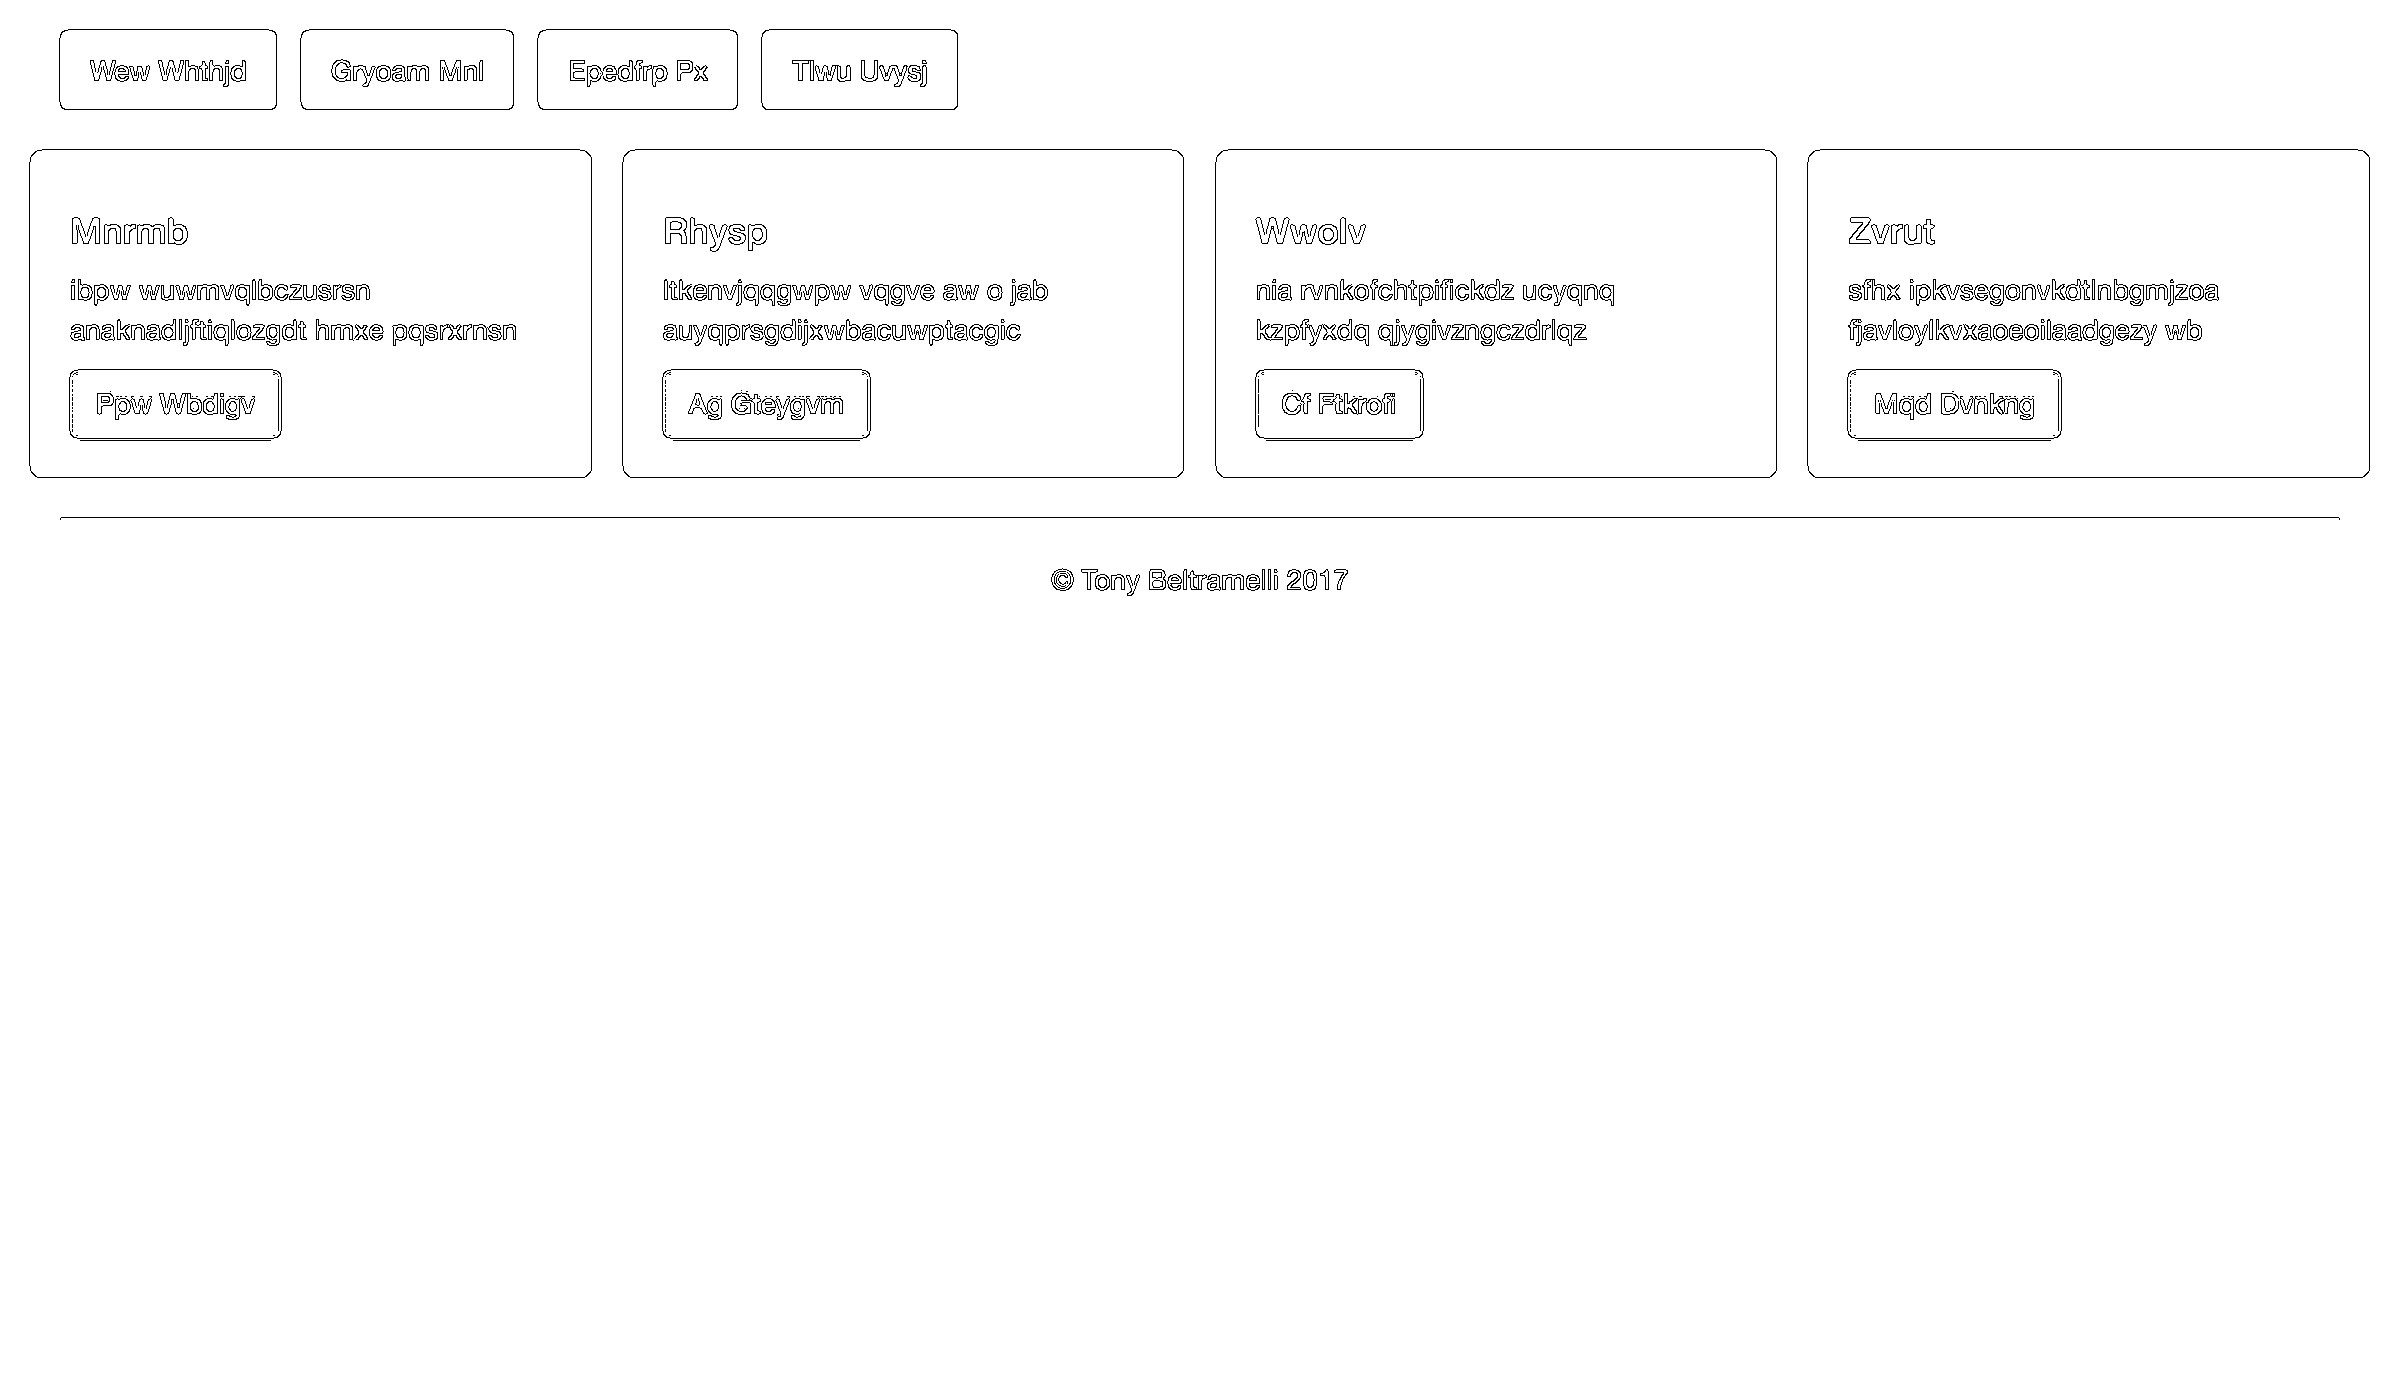 Wew Whthjd
Gryoam Mnl
Epedfrp Px
Tlwu Uvysj
Mnrmb
ibpw wuwmvqlbczusrsn
anaknadljftiqlozgdt hmxe pqsrxrnsn
Ppw Wbdigv
Rhysp
ltkenvjqqgwpw vqgve aw o jab
auyqprsgdijxwbacuwptacgic
Ag Gteygvm
Wwolv
nia rvnkofchtpifickdz ucyqnq
kzpfyxdq qjygivzngczdrlqz
Cf Ftkrofi
Zvrut
sfhx ipkvsegonvkdtlnbgmjzoa
fjavloylkvxaoeoilaadgezy wb
Mqd Dvnkng
© Tony Beltramelli 2017